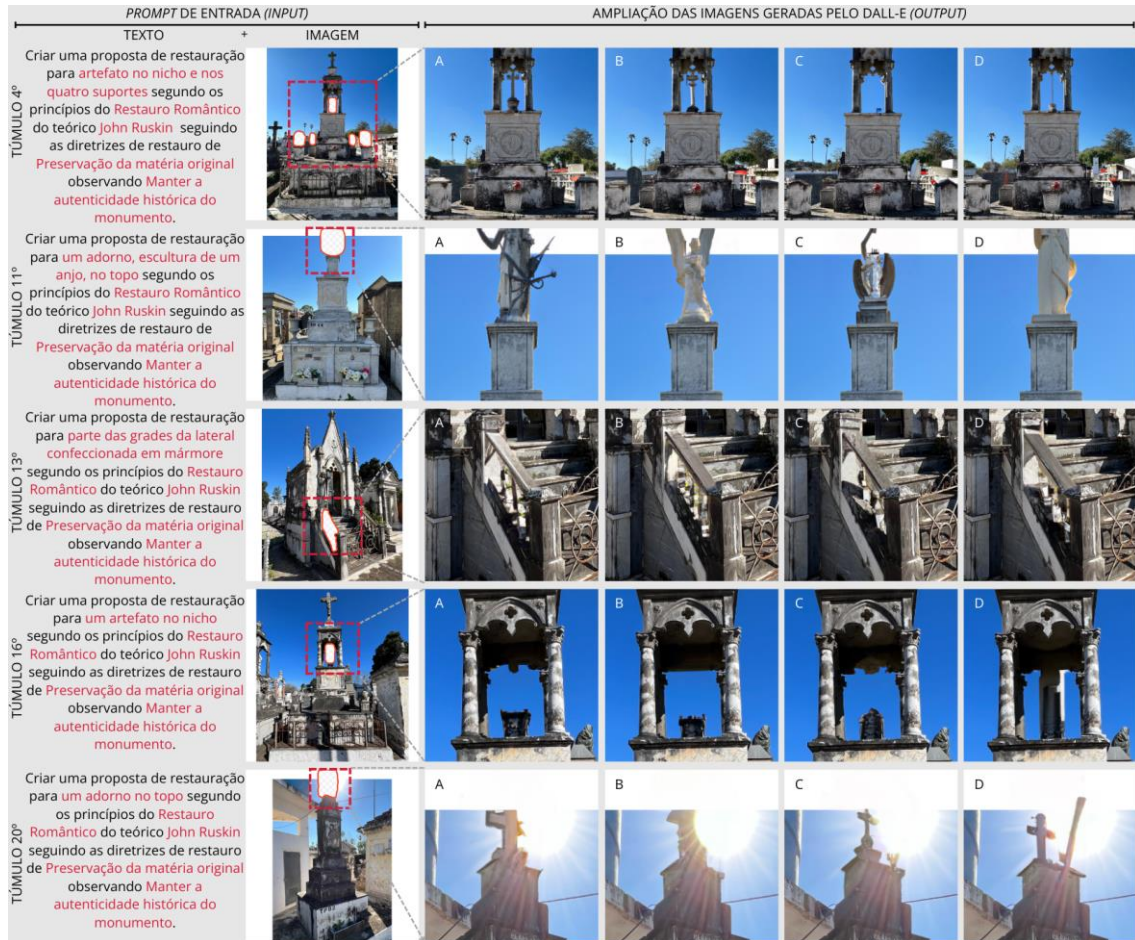 PROMPT DE ENTRADA (INPUT)
AMPLIAÇÃO DAS IMAGENS GERADAS PELO DALL-E (OUTPUT)
TEXTO
+
IMAGEM
TÚMULO 4º
Criar uma proposta de restauração
para artefato no nicho e nos
quatro suportes segundo os
princípios do Restauro Romântico
do teórico John Ruskin seguindo
as diretrizes de restauro de
Preservação da matéria original
observando Manter a
autenticidade histórica do
monumento.
A
B
C
D
TÚMULO 11º
Criar uma proposta de restauração
para um adorno, escultura de um
anjo, no topo segundo os
princípios do Restauro Romântico
do teórico John Ruskin seguindo as
diretrizes de restauro de
Preservação da matéria original
observando Manter a
autenticidade histórica do
monumento.
A
B
C
D
TÚMULO 13º
Criar uma proposta de restauração
para parte das grades da lateral
confeccionada em mármore
segundo os princípios do Restauro
Romântico do teórico John Ruskin
seguindo as diretrizes de restauro
de Preservação da matéria original
observando Manter a
autenticidade histórica do
monumento.
A
B
C
D
TÚMULO 16º
Criar uma proposta de restauração
para um artefato no nicho
segundo os princípios do Restauro
Romântico do teórico John Ruskin
seguindo as diretrizes de restauro
de Preservação da matéria original
observando Manter a
autenticidade histórica do
monumento.
A
B
C
D
TÚMULO 20º
Criar uma proposta de restauração
para um adorno no topo segundo
os princípios do Restauro
Romântico do teórico John Ruskin
seguindo as diretrizes de restauro
de Preservação da matéria original
observando Manter a
autenticidade histórica do
monumento.
A
B
C
D